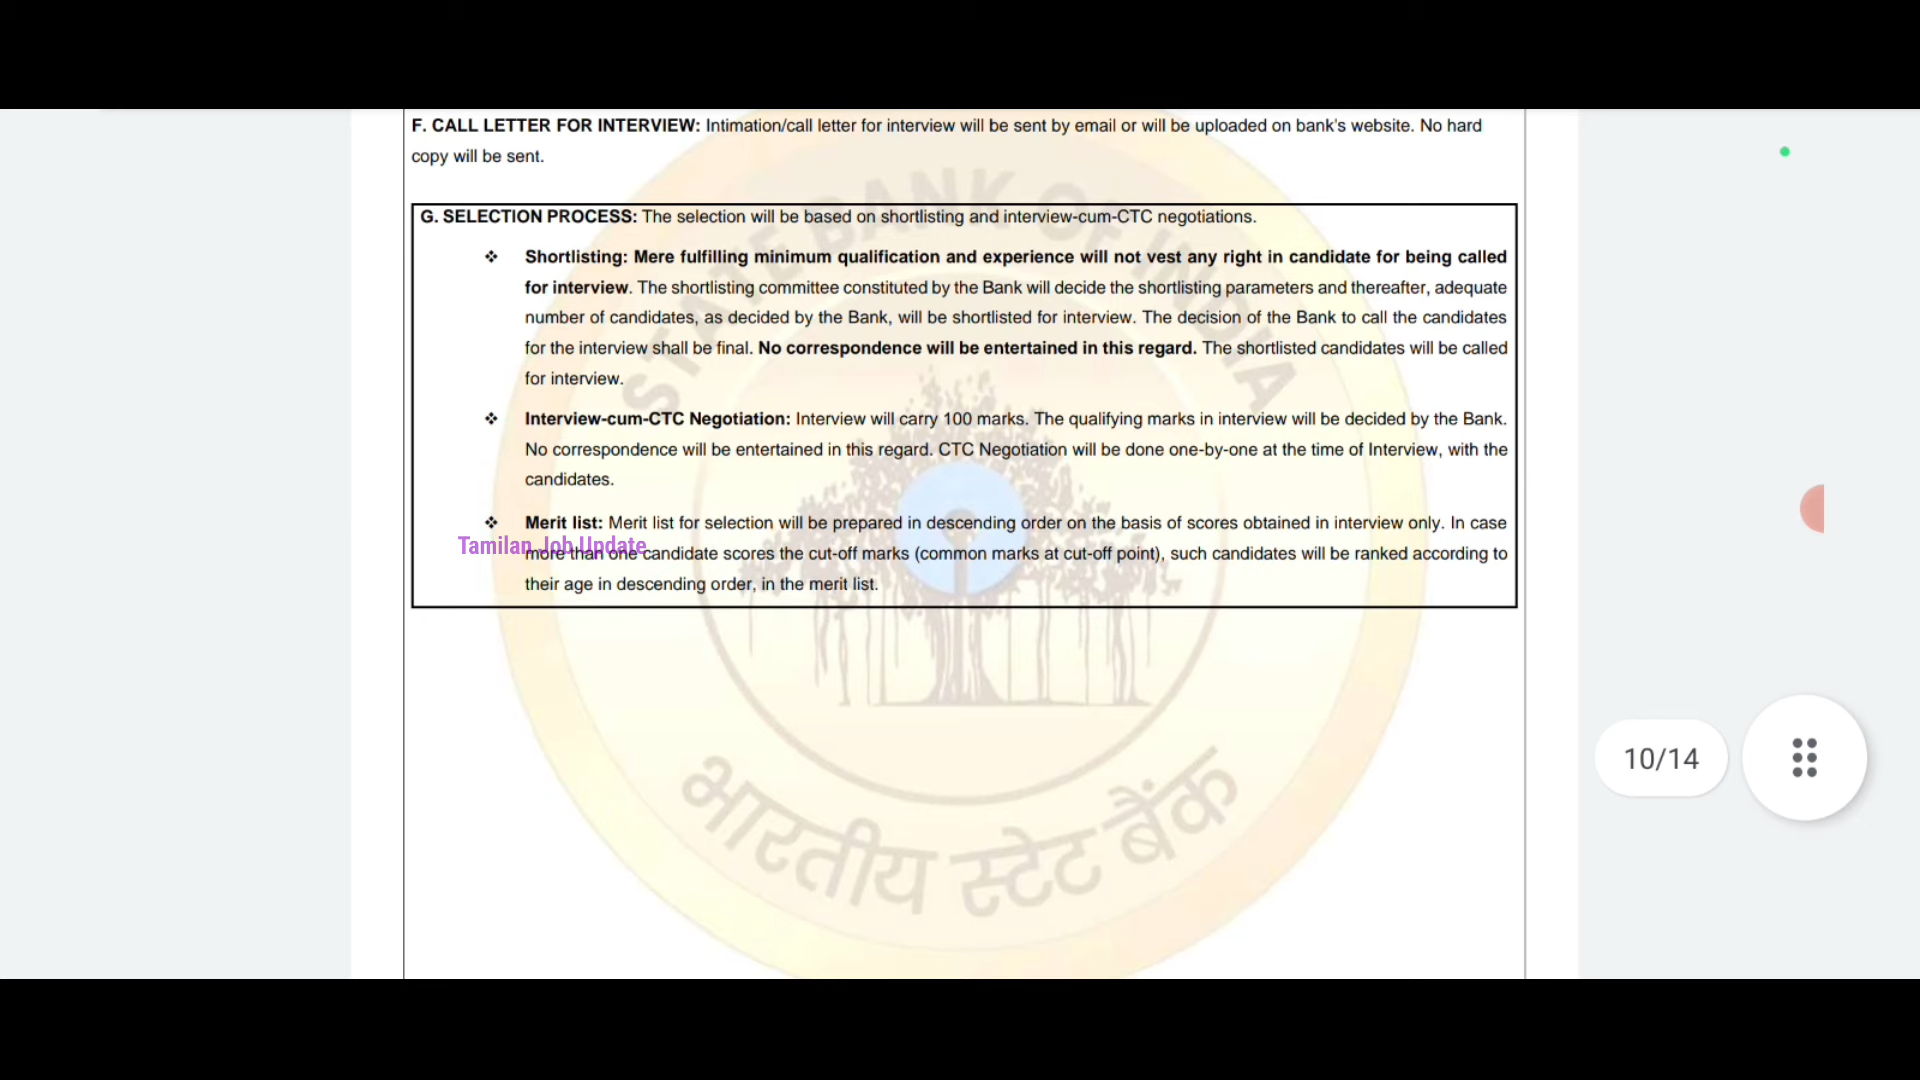 F. CALL LETTER FOR INTERVIEW: Intimation/call letter for interview will be sent by email or will be uploaded on bank's website. No hard
copy will be sent.
G. SELECTION PROCESS: The selection will be based on shortlisting and interview-cum-CTC negotiations.
❖ Shortlisting: Mere fulfilling minimum qualification and experience will not vest any right in candidate for being called
for interview. The shortlisting committee constituted by the Bank will decide the shortlisting parameters and thereafter, adequate
number of candidates, as decided by the Bank, will be shortlisted for interview. The decision of the Bank to call the candidates
for the interview shall be final. No correspondence will be entertained in this regard. The shortlisted candidates will be called
for interview.
❖ Interview-cum-CTC Negotiation: Interview will carry 100 marks. The qualifying marks in interview will be decided by the Bank.
No correspondence will be entertained in this regard. CTC Negotiation will be done one-by-one at the time of Interview, with the
candidates.
❖ Merit list: Merit list for selection will be prepared in descending order on the basis of scores obtained in interview only. In case
Tamilan Job Update
more than one candidate scores the cut-off marks (common marks at cut-off point), such candidates will be ranked according to
their age in descending order, in the merit list.
STATE BANK OF INDIA
भारतीय स्टेट बैंक
10/14